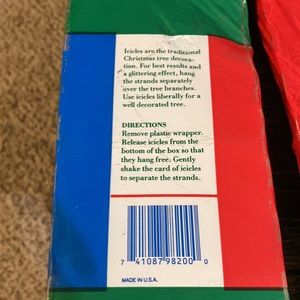 Icicles are the traditional
Christmas tree decora-
tion. For best results and
a glittering effect, hang
the strands separately
over the tree branches.
Use icicles liberally for a
well decorated tree.
DIRECTIONS
Remove plastic wrapper.
Release icicles from the
bottom of the box so that
they hang free. Gently
shake the card of icicles
to separate the strands.
7 41087 98200 0
MADE IN U.S.A.